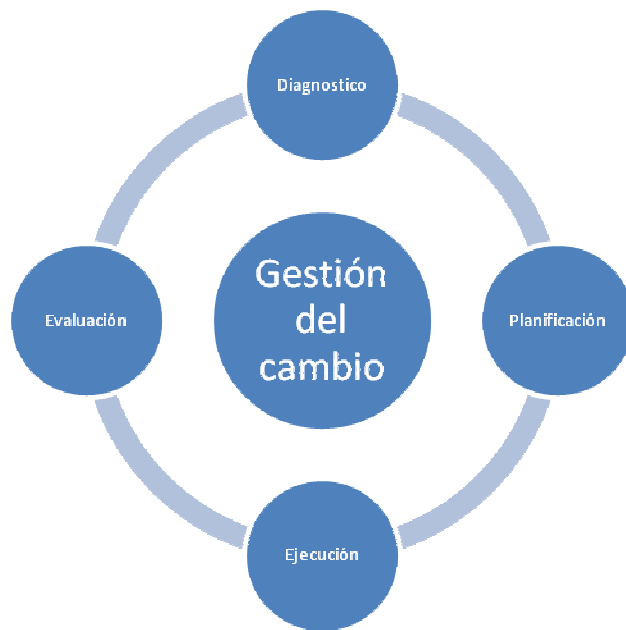 Diagnostico
Gestión
del
cambio
Evaluación
Planificación
Ejecución